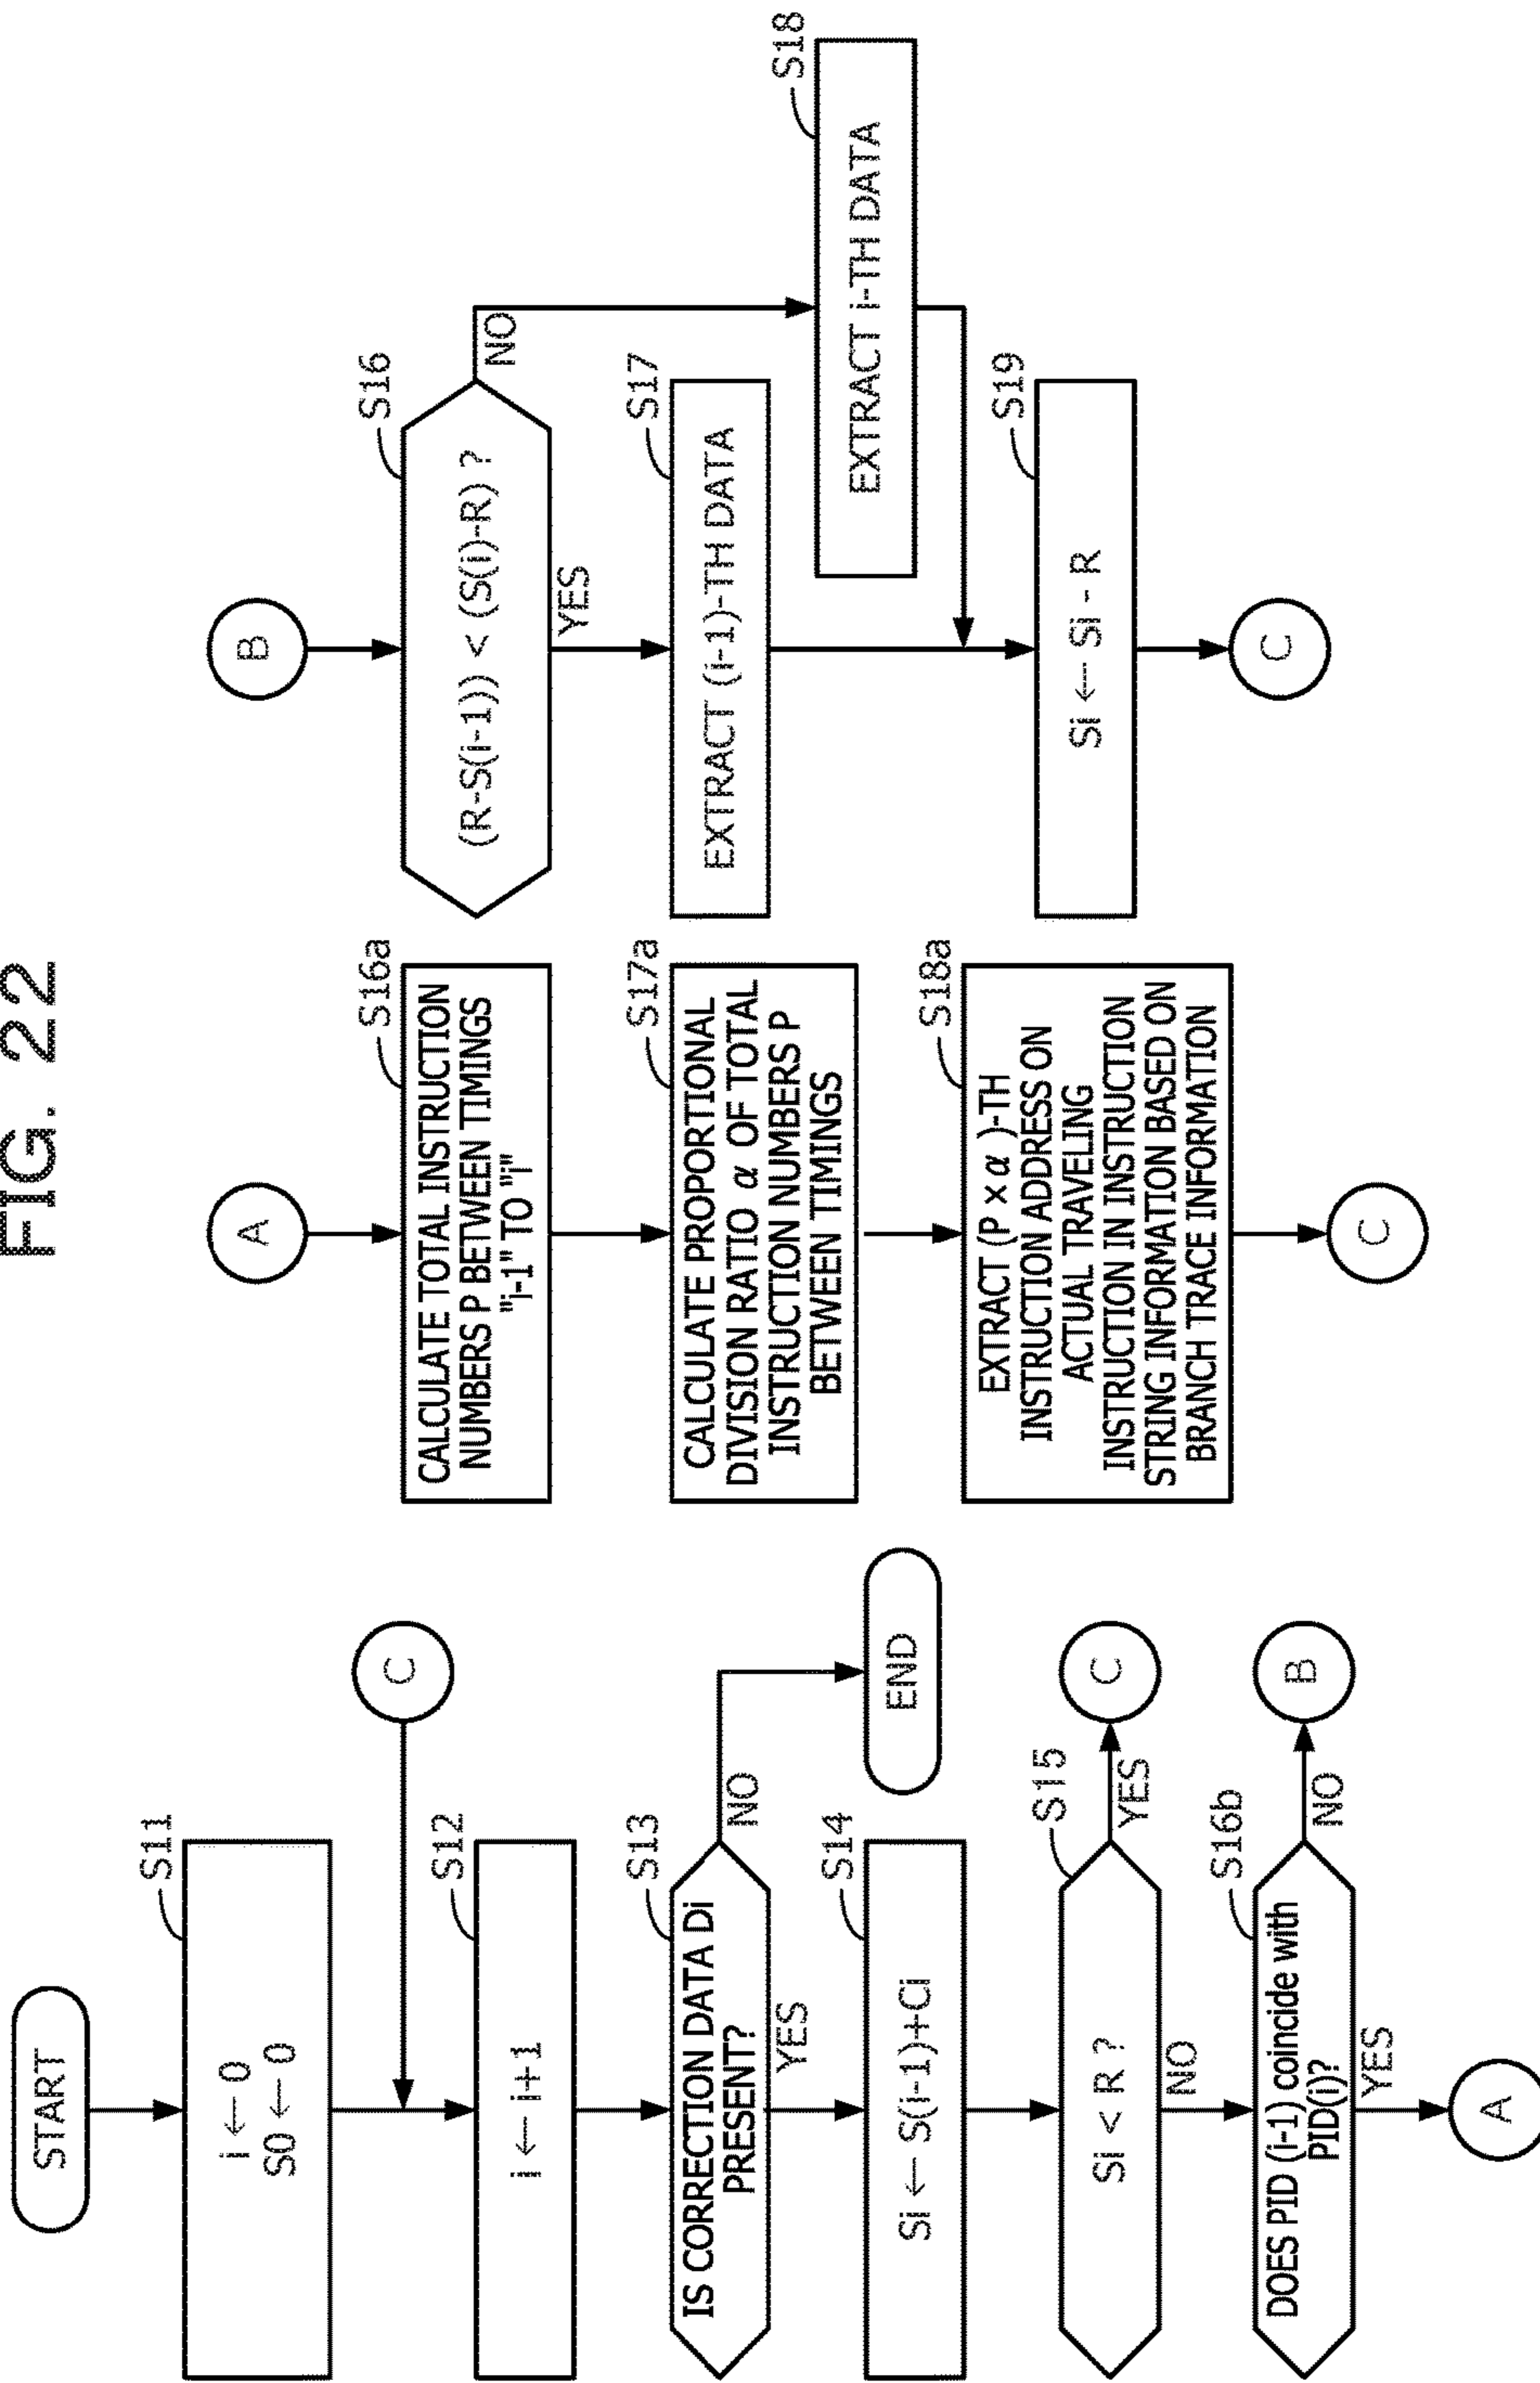 FIG. 22
START
S11
i ← 0
S0 ← 0
C
S12
i ← i+1
S13
IS CORRECTION DATA Di
PRESENT?
NO
YES
END
S14
Si ← S(i-1)+Ci
S15
Si < R ?
YES
C
NO
S16b
DOES PID (i-1) coincide with
PID(i)?
NO
B
YES
A
A
S16a
CALCULATE TOTAL INSTRUCTION
NUMBERS P BETWEEN TIMINGS
"i-1" TO "i"
S17a
CALCULATE PROPORTIONAL
DIVISION RATIO α OF TOTAL
INSTRUCTION NUMBERS P
BETWEEN TIMINGS
S18a
EXTRACT (P × α )-TH
INSTRUCTION ADDRESS ON
ACTUAL TRAVELING
INSTRUCTION IN INSTRUCTION
STRING INFORMATION BASED ON
BRANCH TRACE INFORMATION
C
B
S16
(R-S(i-1)) < (S(i)-R) ?
NO
YES
S17
EXTRACT (i-1)-TH DATA
S18
EXTRACT i-TH DATA
S19
Si ← Si - R
C